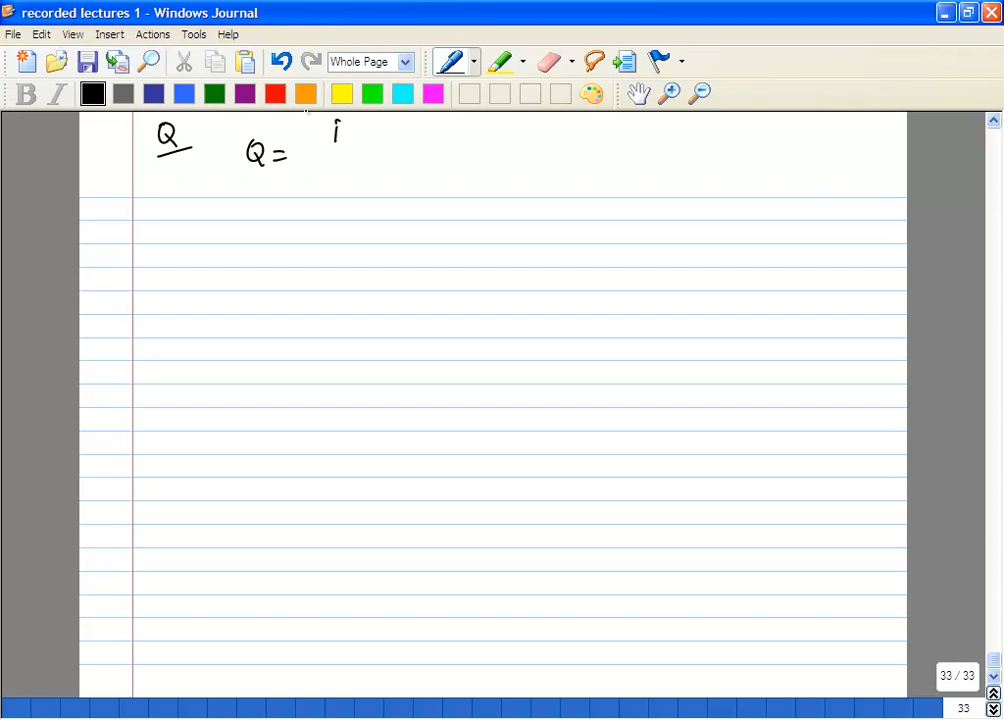 recorded lectures 1 - Windows Journal
File Edit View Insert Actions Tools Help
Whole Page
B I
Q
Q = i
33 / 33
33